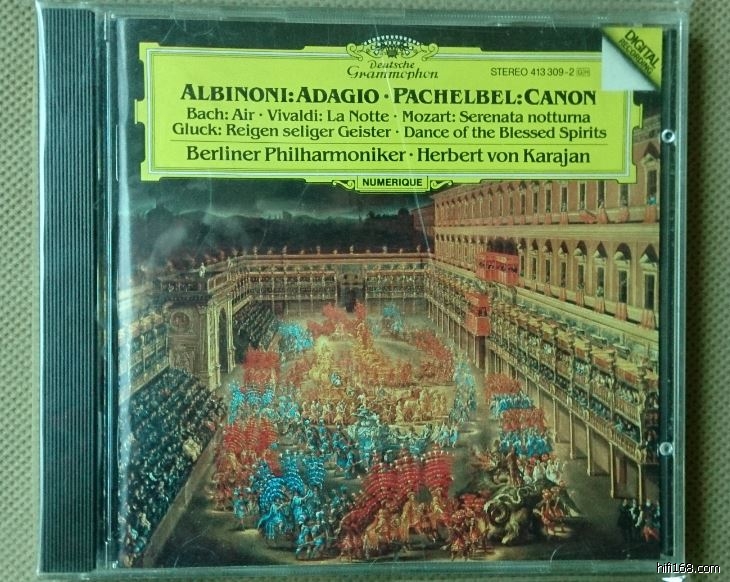 Deutsche
Grammophon
STEREO 413 309-2 GH
DIGITAL
RECORDING
ALBINONI:ADAGIO · PACHELBEL:CANON
Bach: Air · Vivaldi: La Notte · Mozart: Serenata notturna
Gluck: Reigen seliger Geister · Dance of the Blessed Spirits
Berliner Philharmoniker · Herbert von Karajan
NUMERIQUE
hifi168.com